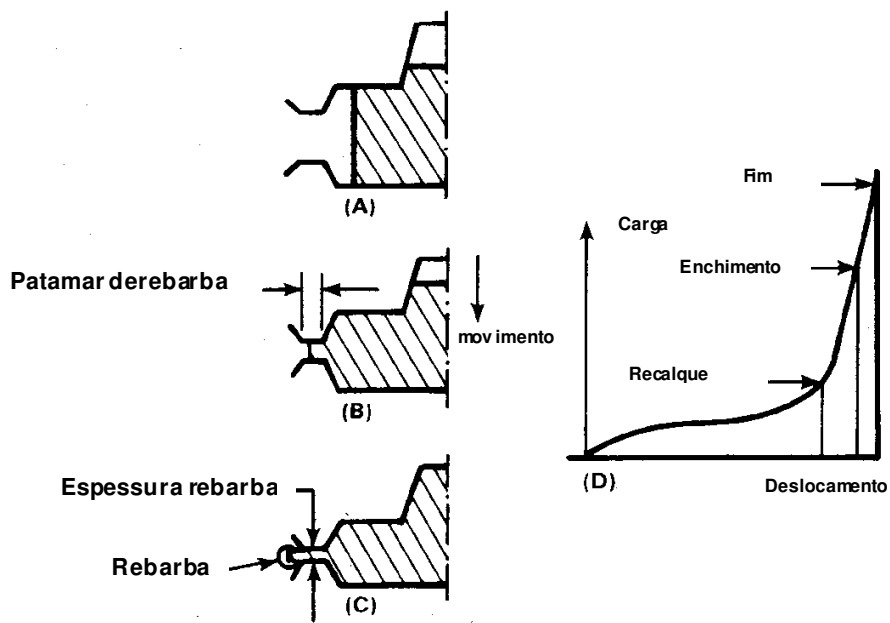 (A)
Patamar derebarba
movimento
(B)
Espessura rebarba
Rebarba
(C)
Carga
Fim
Enchimento
Recalque
(D)
Deslocamento